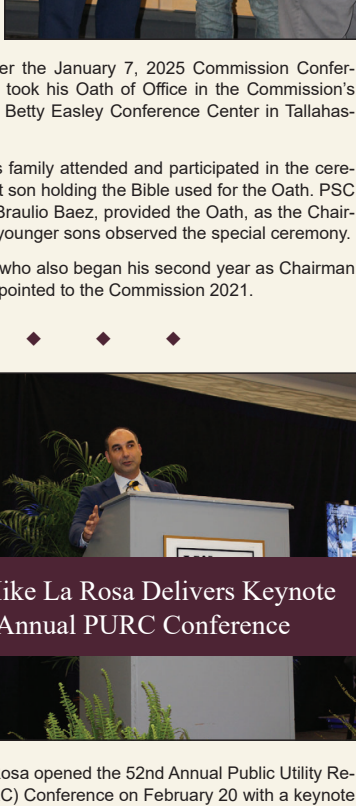 er the January 7, 2025 Commission Confer-
took his Oath of Office in the Commission's
Betty Easley Conference Center in Tallahas-
s family attended and participated in the cere-
t son holding the Bible used for the Oath. PSC
Braulio Baez, provided the Oath, as the Chair-
younger sons observed the special ceremony.
who also began his second year as Chairman
pointed to the Commission 2021.
ike La Rosa Delivers Keynote
Annual PURC Conference
osa opened the 52nd Annual Public Utility Re-
C) Conference on February 20 with a keynote